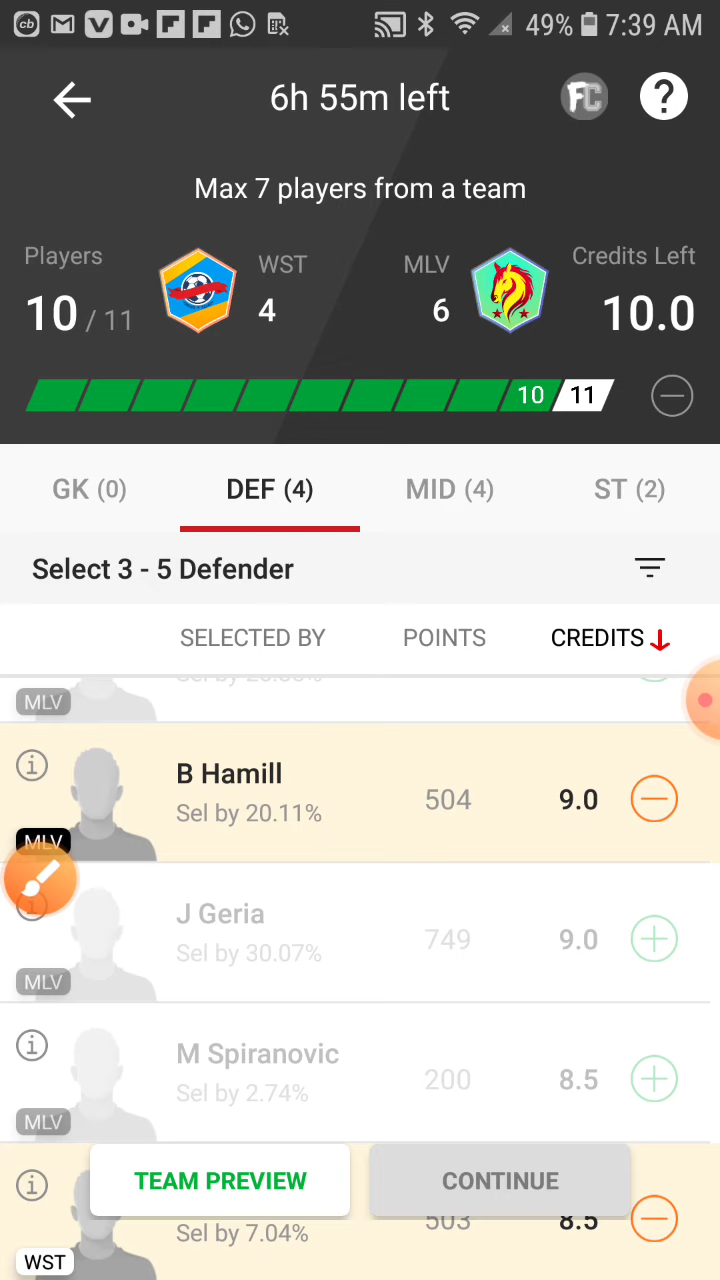 49% 7:39 AM
6h 55m left
FC ?
Max 7 players from a team
Players WST MLV Credits Left
10 / 11 4 6 10.0
10 11
GK (0) DEF (4) MID (4) ST (2)
Select 3 - 5 Defender
SELECTED BY POINTS CREDITS
MLV
B Hamill
Sel by 20.11% 504 9.0
MLV
J Geria
Sel by 30.07% 749 9.0
MLV
M Spiranovic
Sel by 2.74% 200 8.5
MLV
TEAM PREVIEW CONTINUE
Sel by 7.04% 503 8.5
WST